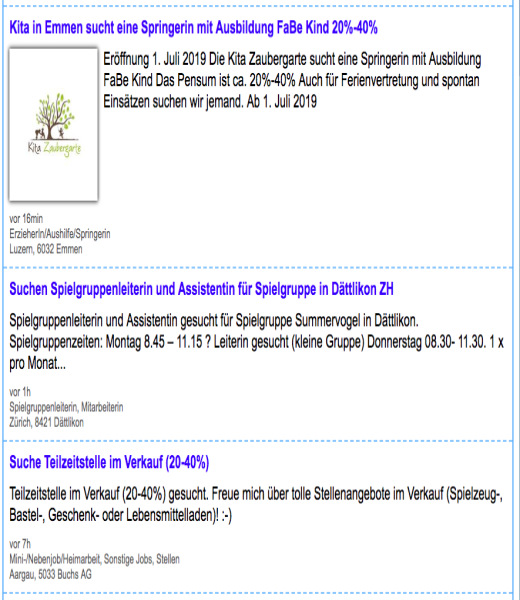 Kita in Emmen sucht eine Springerin mit Ausbildung FaBe Kind 20%-40%
Kita Zaubergarte
Eröffnung 1. Juli 2019 Die Kita Zaubergarte sucht eine Springerin mit Ausbildung
FaBe Kind Das Pensum ist ca. 20%-40% Auch für Ferienvertretung und spontan
Einsätzen suchen wir jemand. Ab 1. Juli 2019
vor 16min
ErzieherIn/Aushilfe/Springerin
Luzern, 6032 Emmen
Suchen Spielgruppenleiterin und Assistentin für Spielgruppe in Dättlikon ZH
Spielgruppenleiterin und Assistentin gesucht für Spielgruppe Summervogel in Dättlikon.
Spielgruppenzeiten: Montag 8.45 – 11.15 ? Leiterin gesucht (kleine Gruppe) Donnerstag 08.30- 11.30. 1 x
pro Monat...
vor 1h
Spielgruppenleiterin, Mitarbeiterin
Zürich, 8421 Dättlikon
Suche Teilzeitstelle im Verkauf (20-40%)
Teilzeitstelle im Verkauf (20-40%) gesucht. Freue mich über tolle Stellenangebote im Verkauf (Spielzeug-,
Bastel-, Geschenk- oder Lebensmittelladen)! :-)
vor 7h
Mini-/Nebenjob/Heimarbeit, Sonstige Jobs, Stellen
Aargau, 5033 Buchs AG